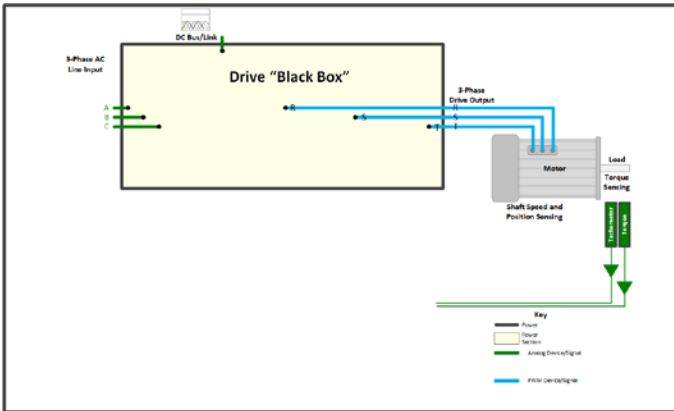 DC Bus/Link
3-Phase AC
Line Input
Drive "Black Box"
3-Phase
Drive Output
A
R
R
B
S
S
C
T
T
Motor
Load
Torque
Sensing
Shaft Speed and
Position Sensing
Tachometer
Torque
Key
Power
Power
Section
Analog Device/Signal
PWM Device/Signal